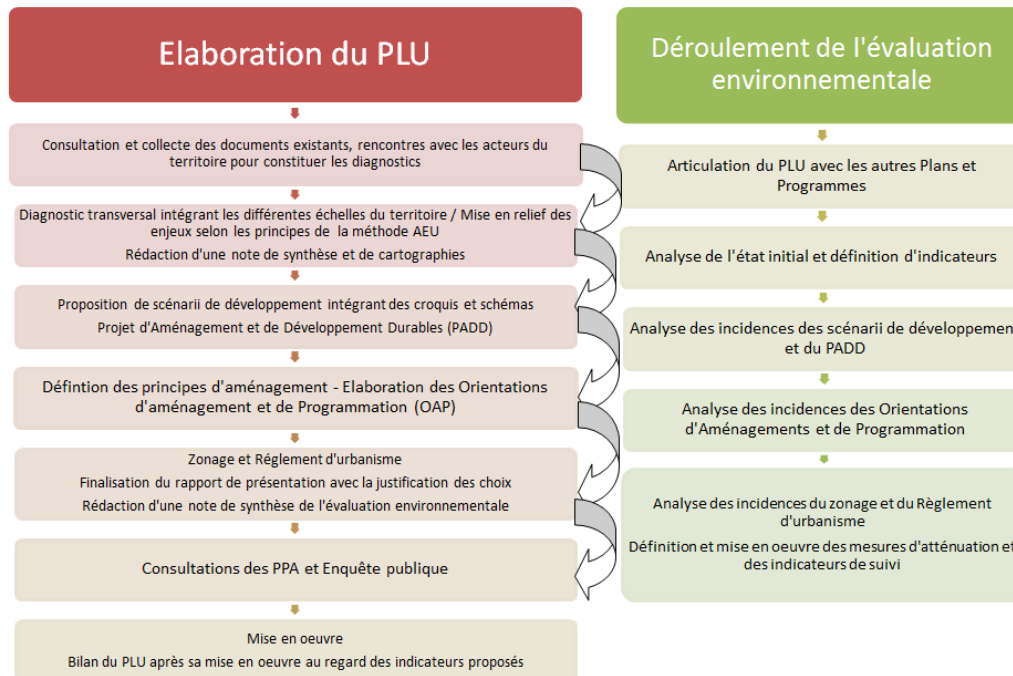 Elaboration du PLU
Consultation et collecte des documents existants, rencontres avec les acteurs du
territoire pour constituer les diagnostics
Diagnostic transversal intégrant les différentes échelles du territoire / Mise en relief des
enjeux selon les principes de la méthode AEU
Rédaction d'une note de synthèse et de cartographies
Proposition de scénarii de développement intégrant des croquis et schémas
Projet d'Aménagement et de Développement Durables (PADD)
Défintion des principes d'aménagement - Elaboration des Orientations
d'aménagement et de Programmation (OAP)
Zonage et Réglement d'urbanisme
Finalisation du rapport de présentation avec la justification des choix
Rédaction d'une note de synthèse de l'évaluation environnementale
Consultations des PPA et Enquête publique
Mise en oeuvre
Bilan du PLU après sa mise en oeuvre au regard des indicateurs proposés
Déroulement de l'évaluation
environnementale
Articulation du PLU avec les autres Plans et
Programmes
Analyse de l'état initial et définition d'indicateurs
Analyse des incidences des scénarii de développemen
et du PADD
Analyse des incidences des Orientations
d'Aménagements et de Programmation
Analyse des incidences du zonage et du Règlement
d'urbanisme
Définition et mise en oeuvre des mesures d'atténuation et
des indicateurs de suivi